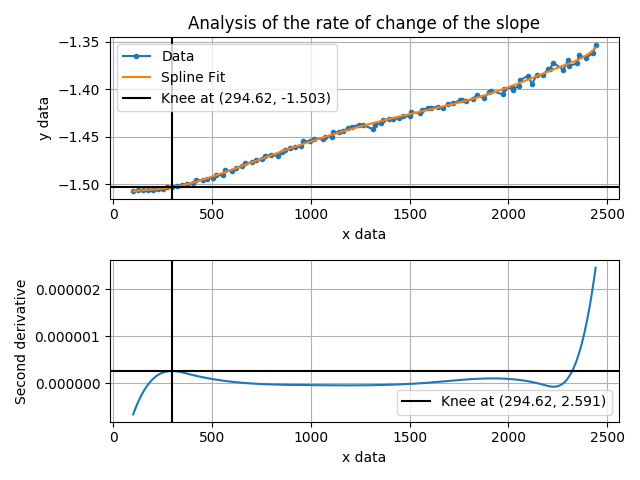 Analysis of the rate of change of the slope
−1.35
−1.40
−1.45
−1.50
y data
Data
Spline Fit
Knee at (294.62, -1.503)
0
500
1000
1500
2000
2500
x data
0.000002
0.000001
0.000000
Second derivative
Knee at (294.62, 2.591)
0
500
1000
1500
2000
2500
x data